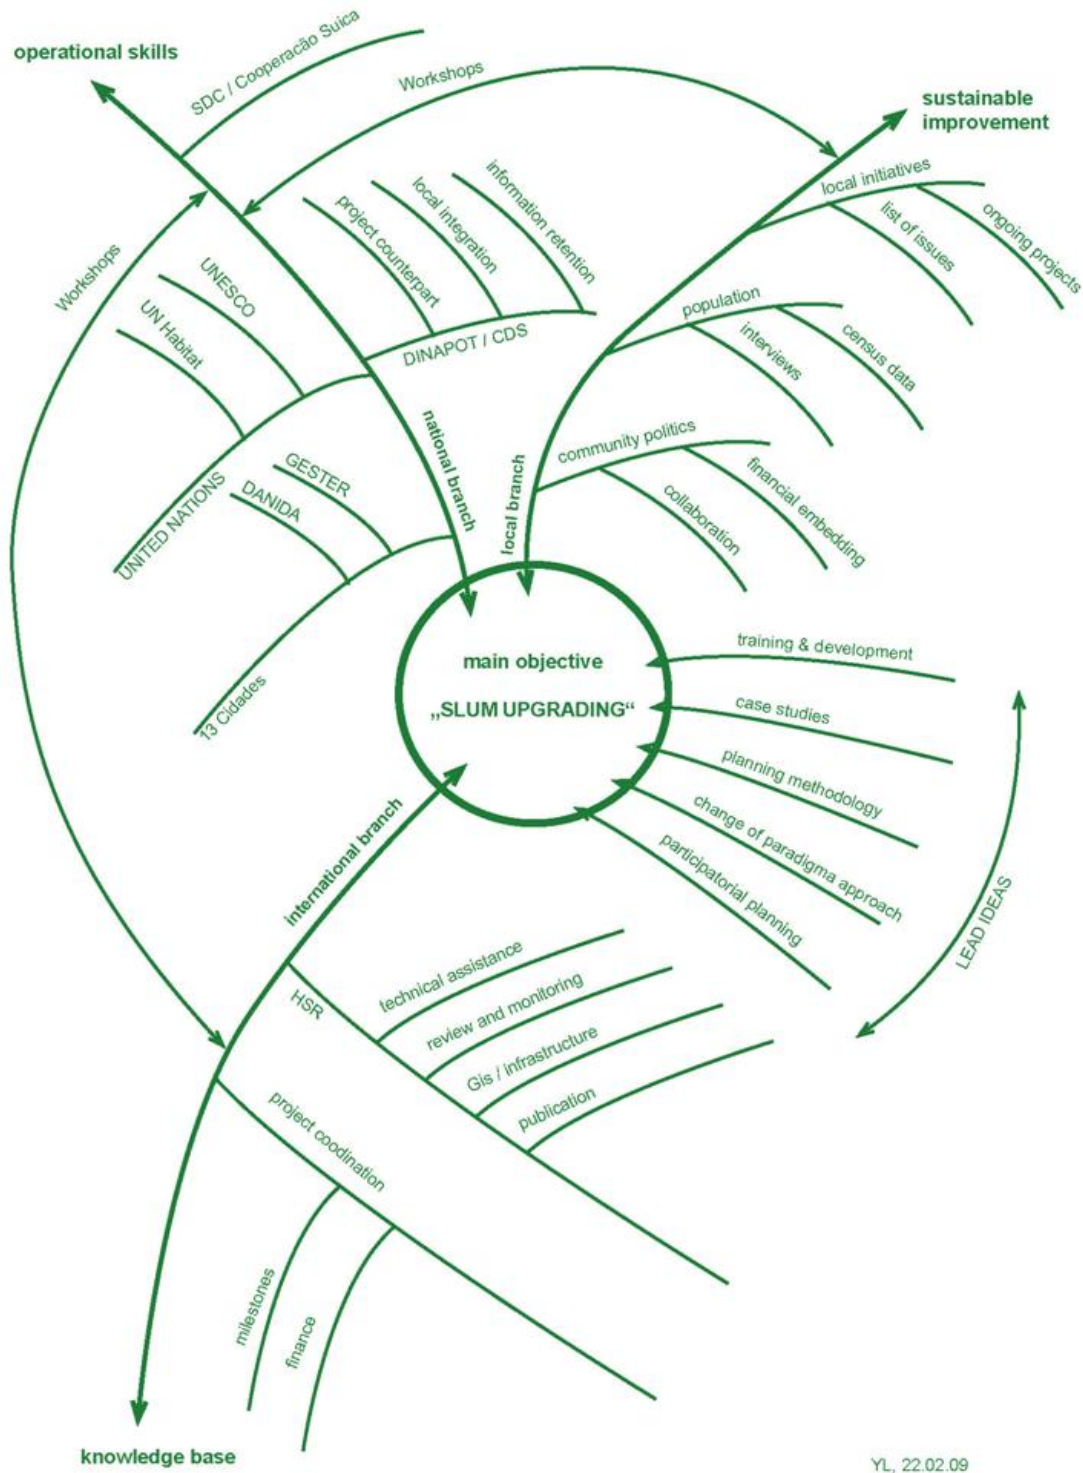 operational skills
SDC / Cooperacão Suica
Workshops
sustainable
improvement
local initiatives
list of issues
ongoing projects
information retention
local integration
project counterpart
DINAPOT / CDS
Workshops
UNESCO
UN Habitat
UNITED NATIONS
population
interviews
census data
national branch
local branch
community politics
collaboration
financial embedding
GESTER
DANIDA
13 Cidades
main objective
„SLUM UPGRADING“
training & development
case studies
planning methodology
change of paradigma approach
participatorial planning
LEAD IDEAS
international branch
HSR
technical assistance
review and monitoring
Gis / infrastructure
publication
project coodination
milestones
finance
knowledge base
YL, 22.02.09